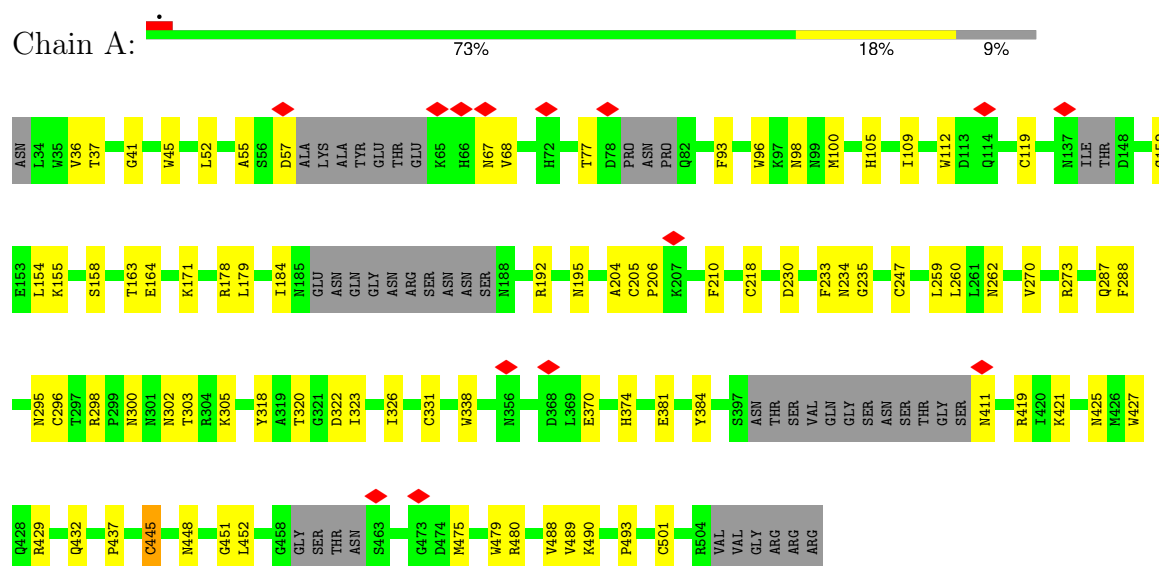 Chain A:
73% 18% 9%
ASN L34 W35 V36 T37 G41 W45 L52 A55 S56 D57 ALA LYS ALA TYR GLU THR GLU K65 H66 N67 V68 H72 T77 D78 PRO ASN PRO Q82 F93 W96 K97 N98 N99 M100 H105 I109 W112 D113 Q114 C119 N137 ILE THR D148
E153 L154 K155 S158 T163 E164 K171 R178 L179 I184 N185 GLU ASN GLN GLY ASN ARG SER ASN ASN SER N188 R192 N195 A204 C205 P206 K207 F210 C218 D230 F233 N234 G235 C247 L259 L260 L261 N262 V270 R273 Q287 F288
N295 C296 T297 R298 P299 N300 N301 N302 T303 R304 K305 Y318 A319 T320 G321 D322 I323 I326 C331 W338 N356 D368 L369 E370 H374 E381 Y384 S397 ASN THR SER VAL GLN GLY SER ASN SER THR GLY SER N411 R419 I420 K421 N425 M426 W427
Q428 R429 Q432 P437 C445 N448 G451 L452 G458 GLY SER THR ASN S463 G473 D474 M475 W479 R480 V488 V489 K490 P493 C501 R504 VAL VAL GLY ARG ARG ARG